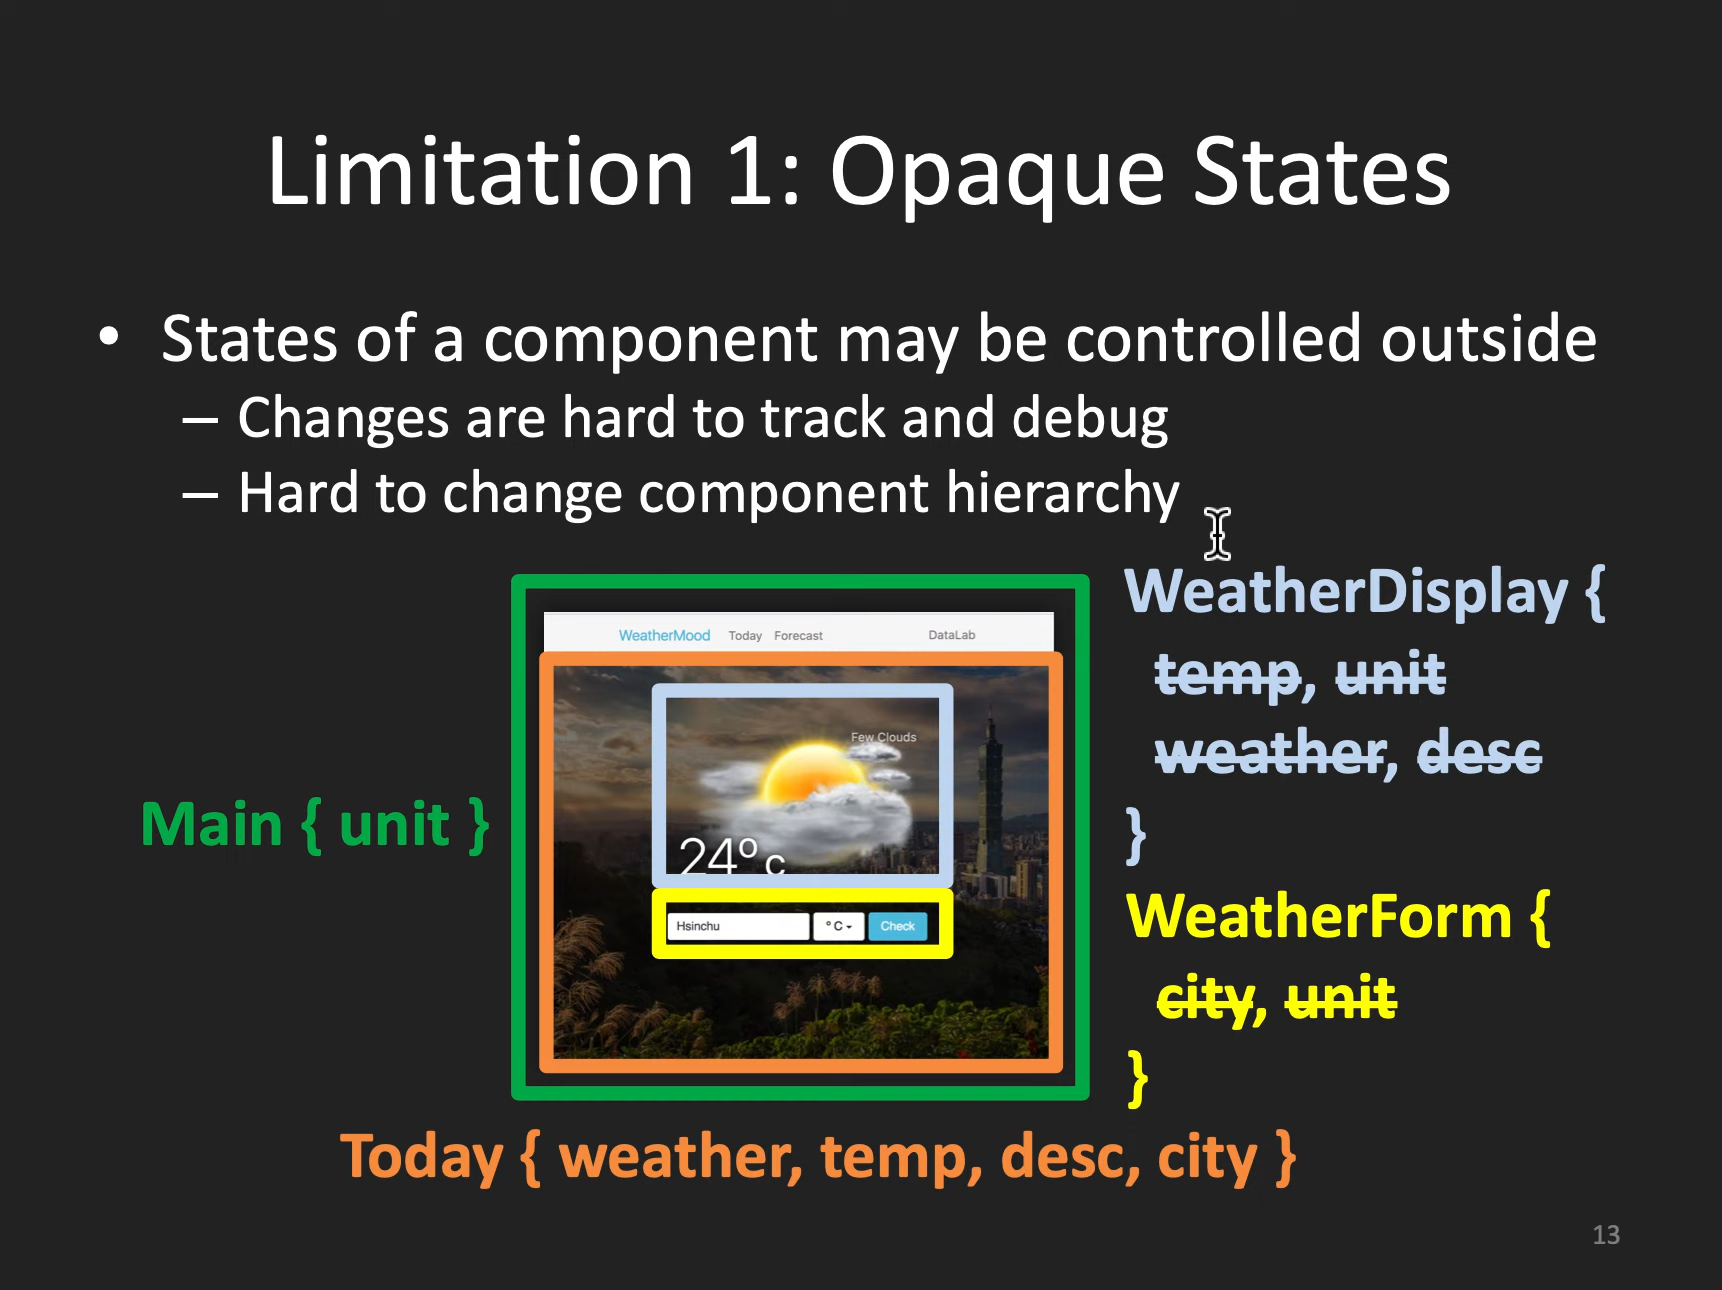 Limitation 1: Opaque States
• States of a component may be controlled outside
– Changes are hard to track and debug
– Hard to change component hierarchy
WeatherMood Today Forecast DataLab
Few Clouds
24° c
Hsinchu ° C Check
Main { unit }
WeatherDisplay {
temp, unit
weather, desc
}
WeatherForm {
city, unit
}
Today { weather, temp, desc, city }
13